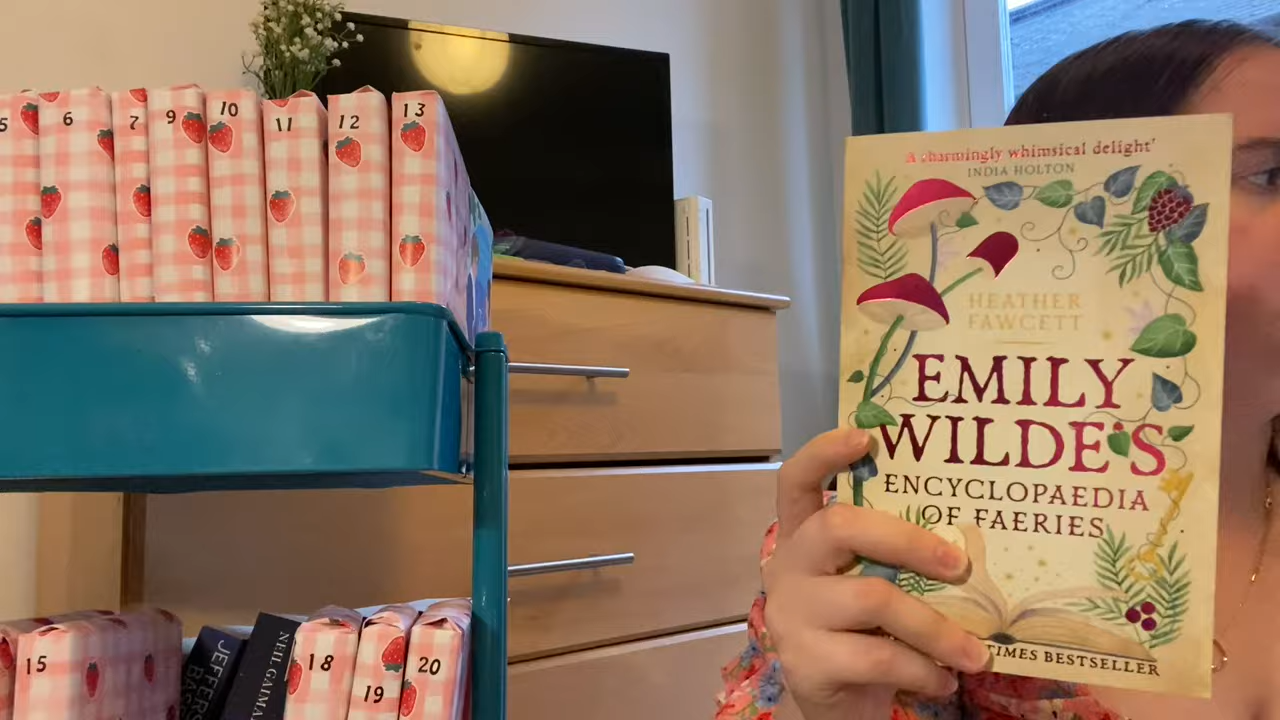 5
6
7
9
10
11
12
13
'A charmingly whimsical delight'
INDIA HOLTON
HEATHER
FAWCETT
EMILY
WILDE'S
ENCYCLOPAEDIA
OF FAERIES
TIMES BESTSELLER
15
NEIL
18
19
20